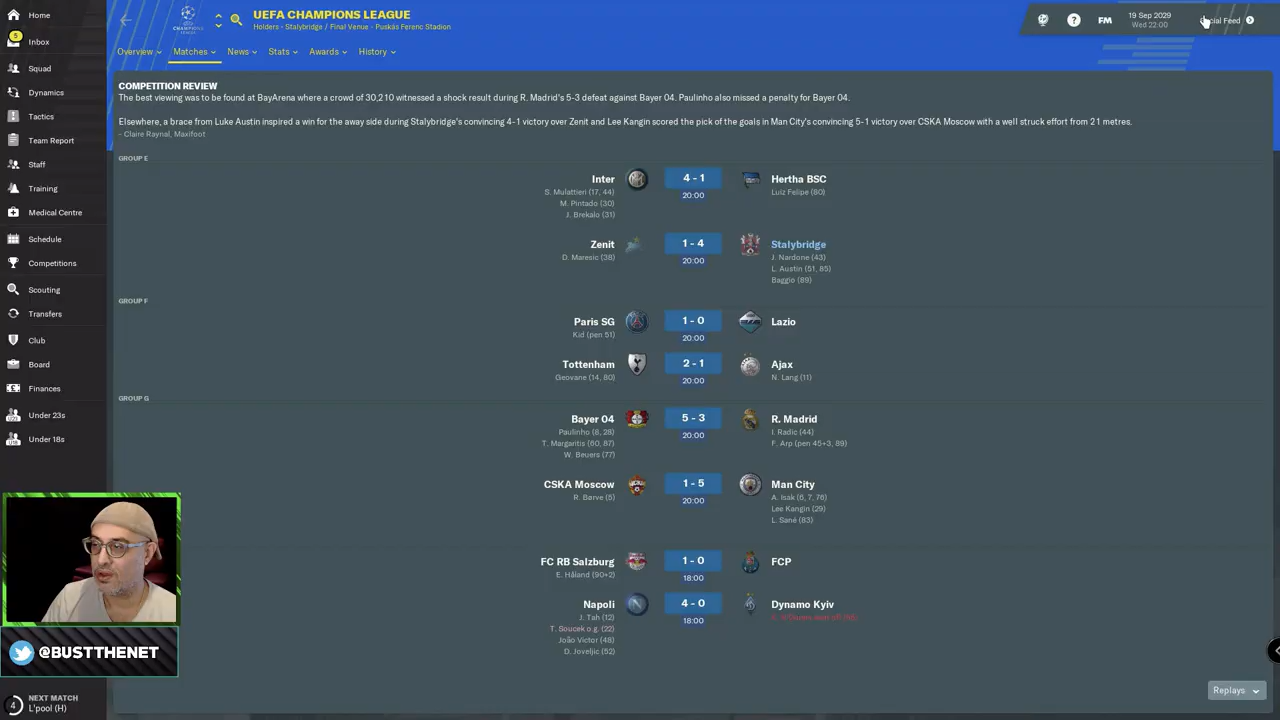 UEFA CHAMPIONS LEAGUE
Holders - Stalybridge / Final Venue - Puskás Ferenc Stadion
19 Sep 2029
Wed 22:00
FM
Feed
Home
5
Inbox
Squad
Dynamics
Tactics
Team Report
Staff
Training
Medical Centre
Schedule
Competitions
Scouting
Transfers
Club
Board
Finances
Under 23s
Under 18s
Overview
Matches
News
Stats
Awards
History
COMPETITION REVIEW
The best viewing was to be found at BayArena where a crowd of 30,210 witnessed a shock result during R. Madrid's 5-3 defeat against Bayer 04. Paulinho also missed a penalty for Bayer 04.
Elsewhere, a brace from Luke Austin inspired a win for the away side during Stalybridge's convincing 4-1 victory over Zenit and Lee Kangin scored the pick of the goals in Man City's convincing 5-1 victory over CSKA Moscow with a well struck effort from 21 metres.
- Claire Raynal, Maxifoot
GROUP E
Inter 4 - 1 Hertha BSC
S. Mulattieri (17, 44) 20:00 Luiz Felipe (80)
M. Pintado (30)
J. Brekalo (31)
Zenit 1 - 4 Stalybridge
D. Maresic (38) 20:00 J. Nardone (43)
L. Austin (51, 85)
Baggio (89)
GROUP F
Paris SG 1 - 0 Lazio
Kid (pen 51) 20:00
Tottenham 2 - 1 Ajax
Geovane (14, 80) 20:00 N. Lang (11)
GROUP G
Bayer 04 5 - 3 R. Madrid
Paulinho (8, 28) 20:00 I. Radic (44)
T. Margaritis (60, 87) F. Arp (pen 45+3, 89)
W. Beuers (77)
CSKA Moscow 1 - 5 Man City
R. Børve (5) 20:00 A. Isak (6, 7, 76)
Lee Kangin (29)
L. Sané (83)
FC RB Salzburg 1 - 0 FCP
E. Håland (90+2) 18:00
Napoli 4 - 0 Dynamo Kyiv
J. Tah (12) 18:00
T. Soucek o.g. (22)
João Victor (48)
D. Joveljic (52)
Replays
@BUSTTHENET
4
NEXT MATCH
L'pool (H)